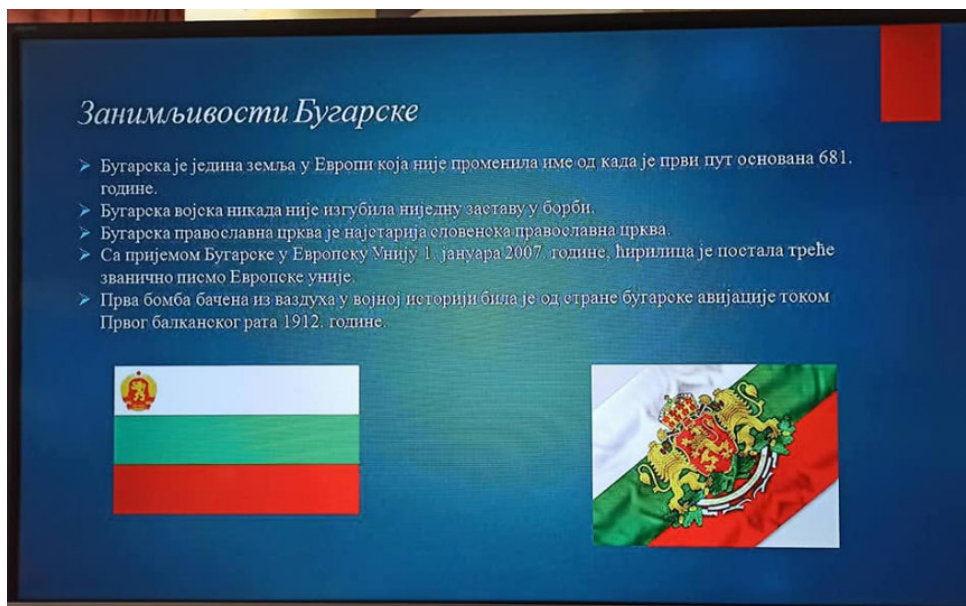 Занимљивости Бугарске
➢ Бугарска је једина земља у Европи која није променила име од када је први пут основана 681.
године.
➢ Бугарска војска никада није изгубила ниједну заставу у борби.
➢ Бугарска православна црква је најстарија словенска православна црква.
➢ Са пријемом Бугарске у Европску Унију 1. јануара 2007. године, ћирилица је постала треће
званично писмо Европске уније.
➢ Прва бомба бачена из ваздуха у војној историји била је од стране бугарске авијације током
Првог балканског рата 1912. године.